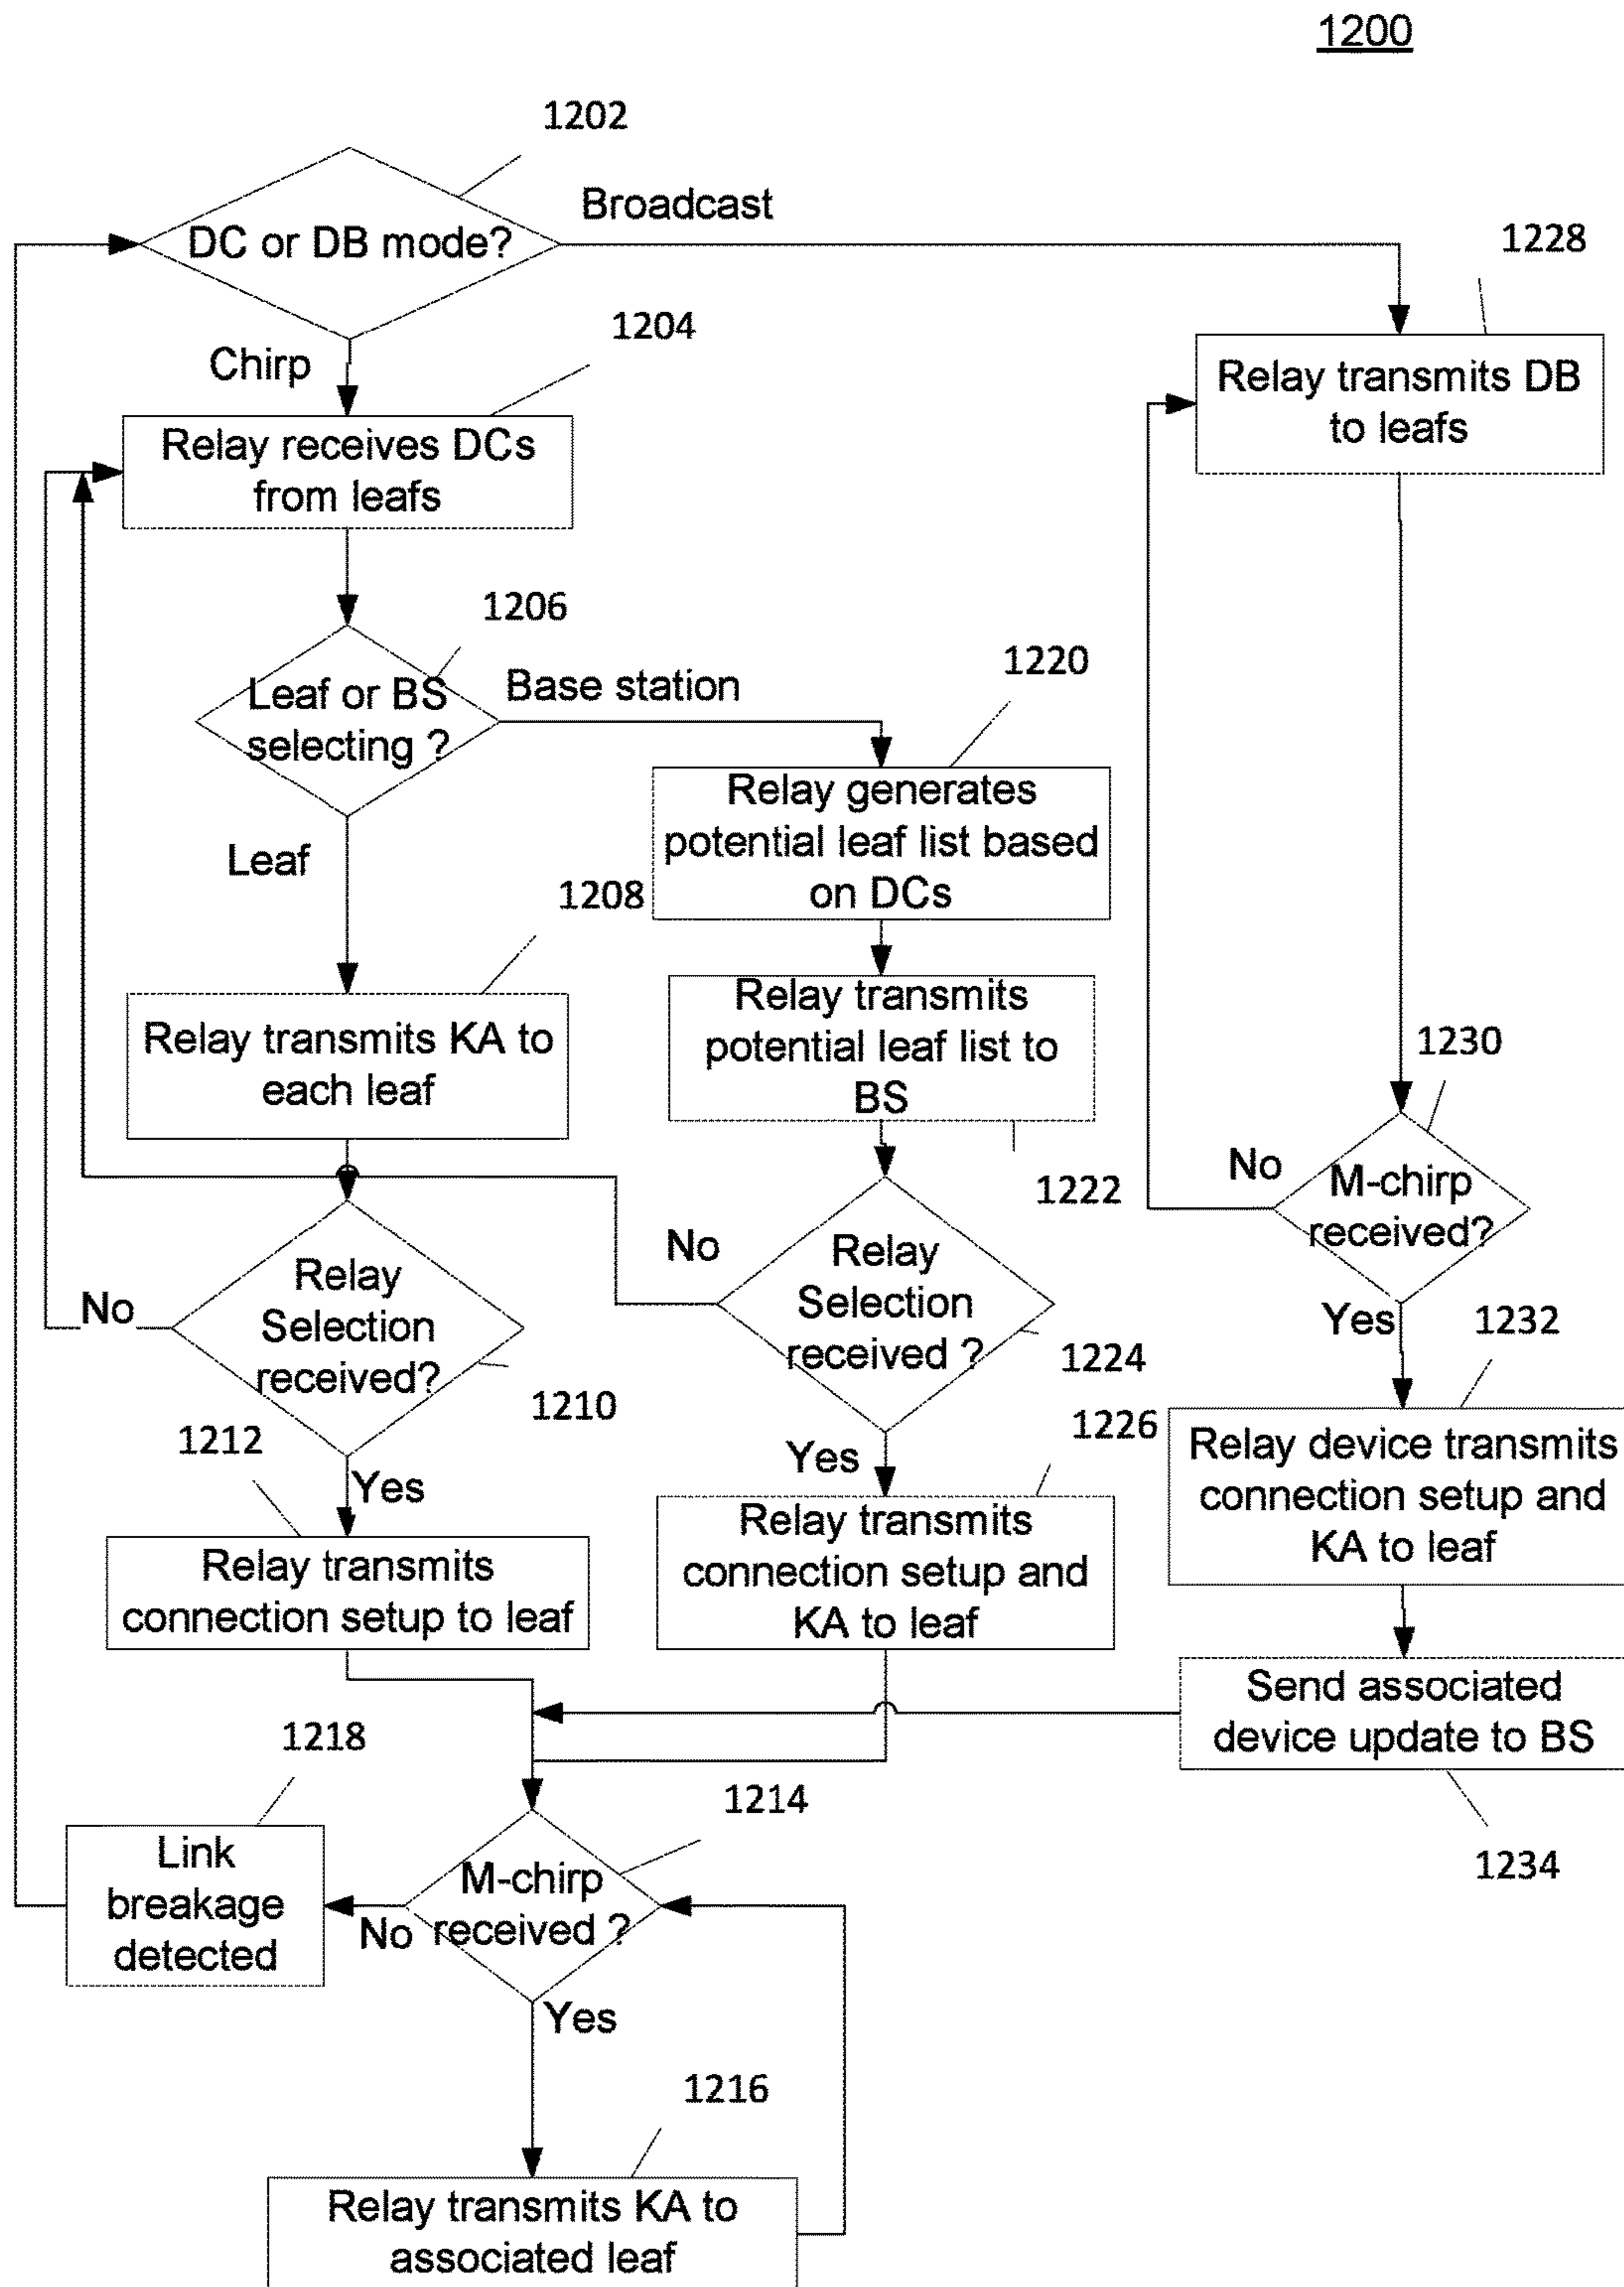 1200
1202
Broadcast
DC or DB mode?
1228
1204
Chirp
Relay transmits DB
to leafs
Relay receives DCs
from leafs
1206
1220
Base station
Leaf or BS
selecting ?
Relay generates
potential leaf list based
on DCs
Leaf
1208
Relay transmits
potential leaf list to
BS
Relay transmits KA to
each leaf
1230
1222
No
M-chirp
received?
No
Relay
Selection
received ?
Relay
Selection
received?
No
1224
Yes
1232
1210
1212
1226
Yes
Yes
Relay device transmits
connection setup and
KA to leaf
Relay transmits
connection setup and
KA to leaf
Relay transmits
connection setup to leaf
Send associated
device update to BS
1218
1214
1234
Link
breakage
detected
M-chirp
received ?
No
Yes
1216
Relay transmits KA to
associated leaf